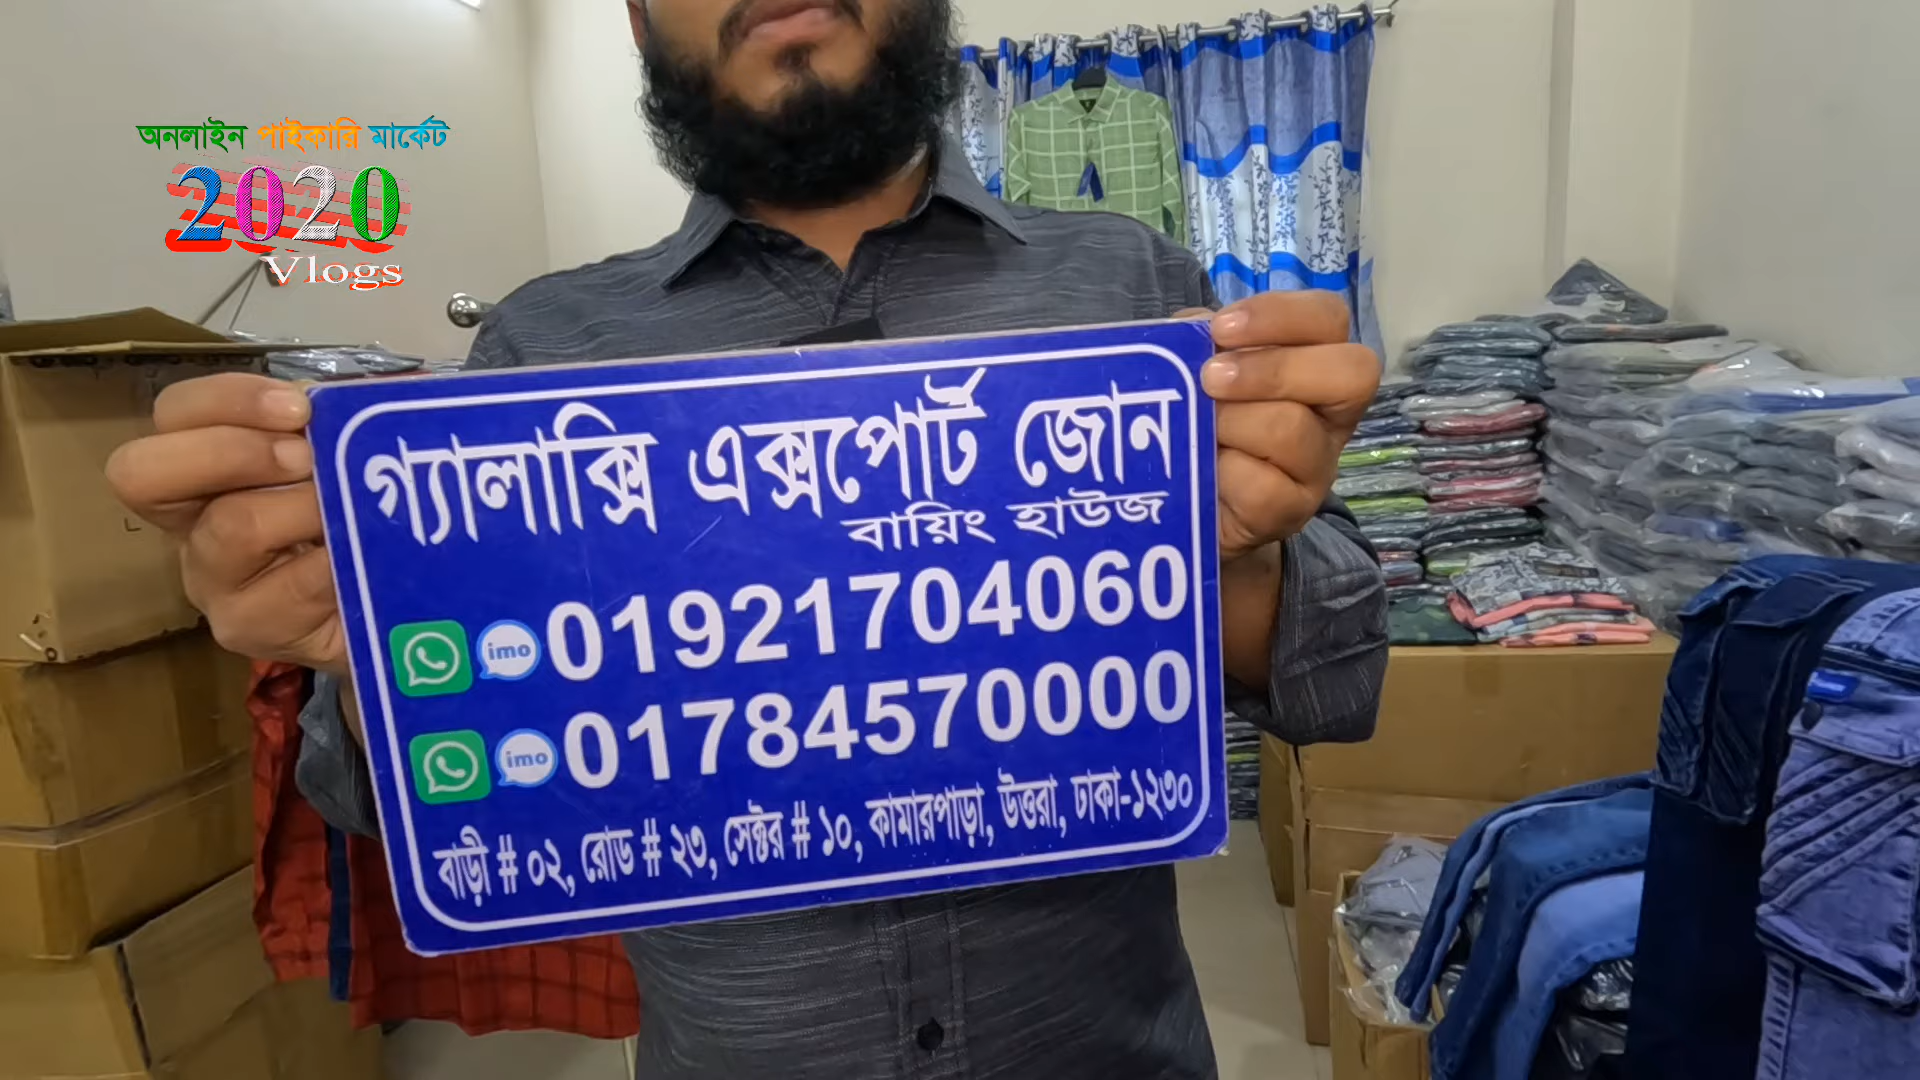 অনলাইন পাইকারি মার্কেট
2020
Vlogs
গ্যালাক্সি এক্সপোর্ট জোন
বায়িং হাউজ
imo 01921704060
imo 01784570000
বাড়ী # ০২, রোড # ২৩, সেক্টর # ১০, কামারপাড়া, উত্তরা, ঢাকা-১২৩০